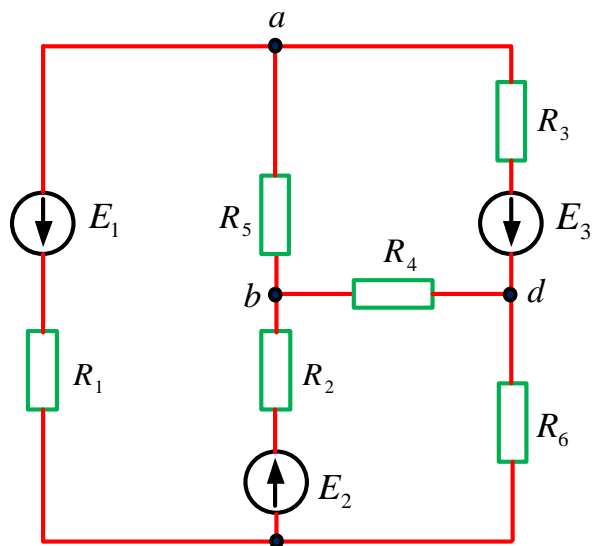 a
R₃
E₁
R₅
E₃
R₄
b
d
R₁
R₂
R₆
E₂